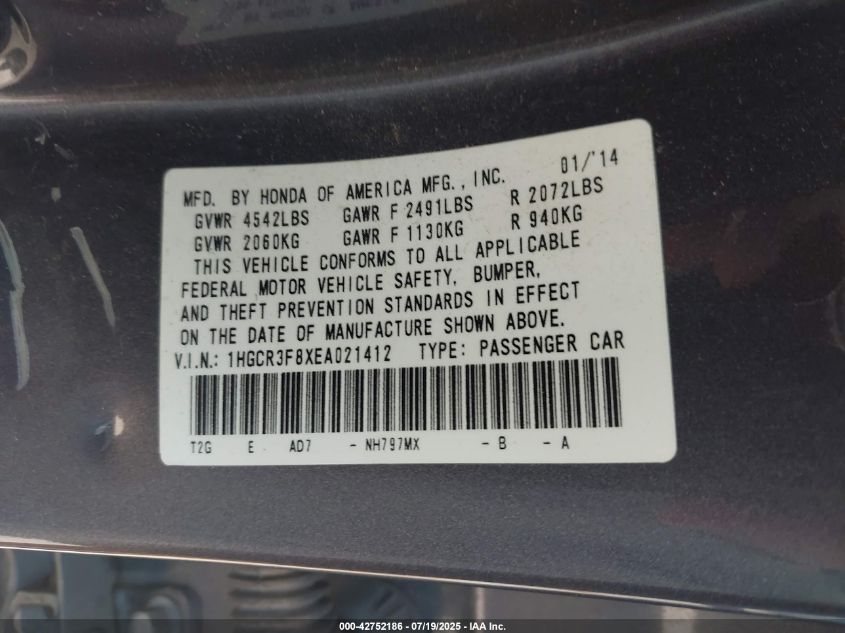 MFD. BY HONDA OF AMERICA MFG., INC. 01/'14
GVWR 4542LBS GAWR F 2491LBS R 2072LBS
GVWR 2060KG GAWR F 1130KG R 940KG
THIS VEHICLE CONFORMS TO ALL APPLICABLE
FEDERAL MOTOR VEHICLE SAFETY, BUMPER,
AND THEFT PREVENTION STANDARDS IN EFFECT
ON THE DATE OF MANUFACTURE SHOWN ABOVE.
V.I.N.: 1HGCR3F8XEA021412 TYPE: PASSENGER CAR
T2G E AD7 - NH797MX - B - A
000-42752186 - 07/19/2025 - IAA Inc.